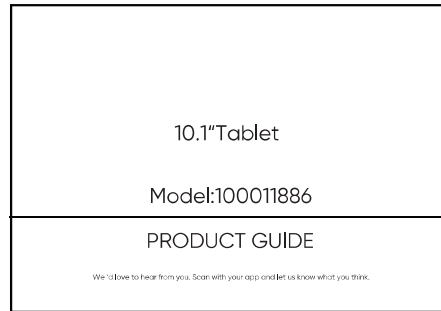 10.1"Tablet
Model:100011886
PRODUCT GUIDE
We 'd love to hear from you. Scan with your app and let us know what you think.